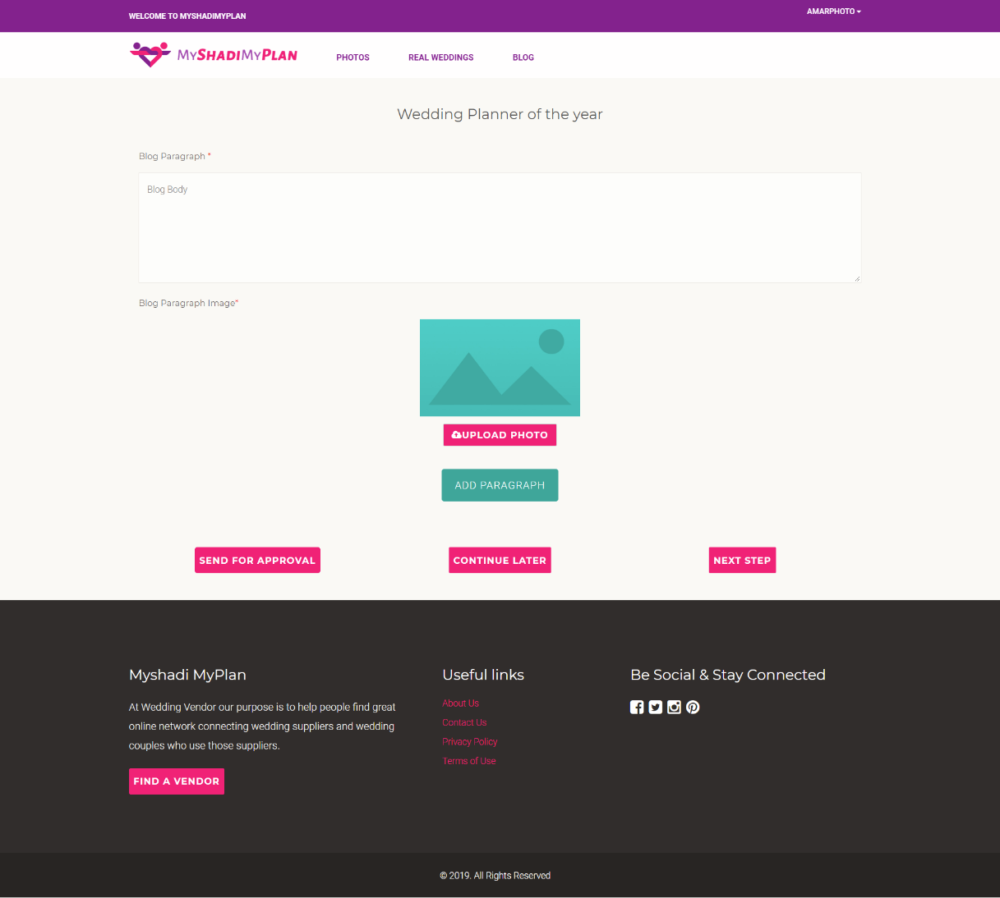 WELCOME TO MYSHADIMYPLAN
AMARPHOTO
MYSHADIMYPLAN
PHOTOS
REAL WEDDINGS
BLOG
Wedding Planner of the year
Blog Paragraph *
Blog Body
Blog Paragraph Image*
UPLOAD PHOTO
ADD PARAGRAPH
SEND FOR APPROVAL
CONTINUE LATER
NEXT STEP
Myshadi MyPlan
At Wedding Vendor our purpose is to help people find great
online network connecting wedding suppliers and wedding
couples who use those suppliers.
FIND A VENDOR
Useful links
About Us
Contact Us
Privacy Policy
Terms of Use
Be Social & Stay Connected
© 2019. All Rights Reserved